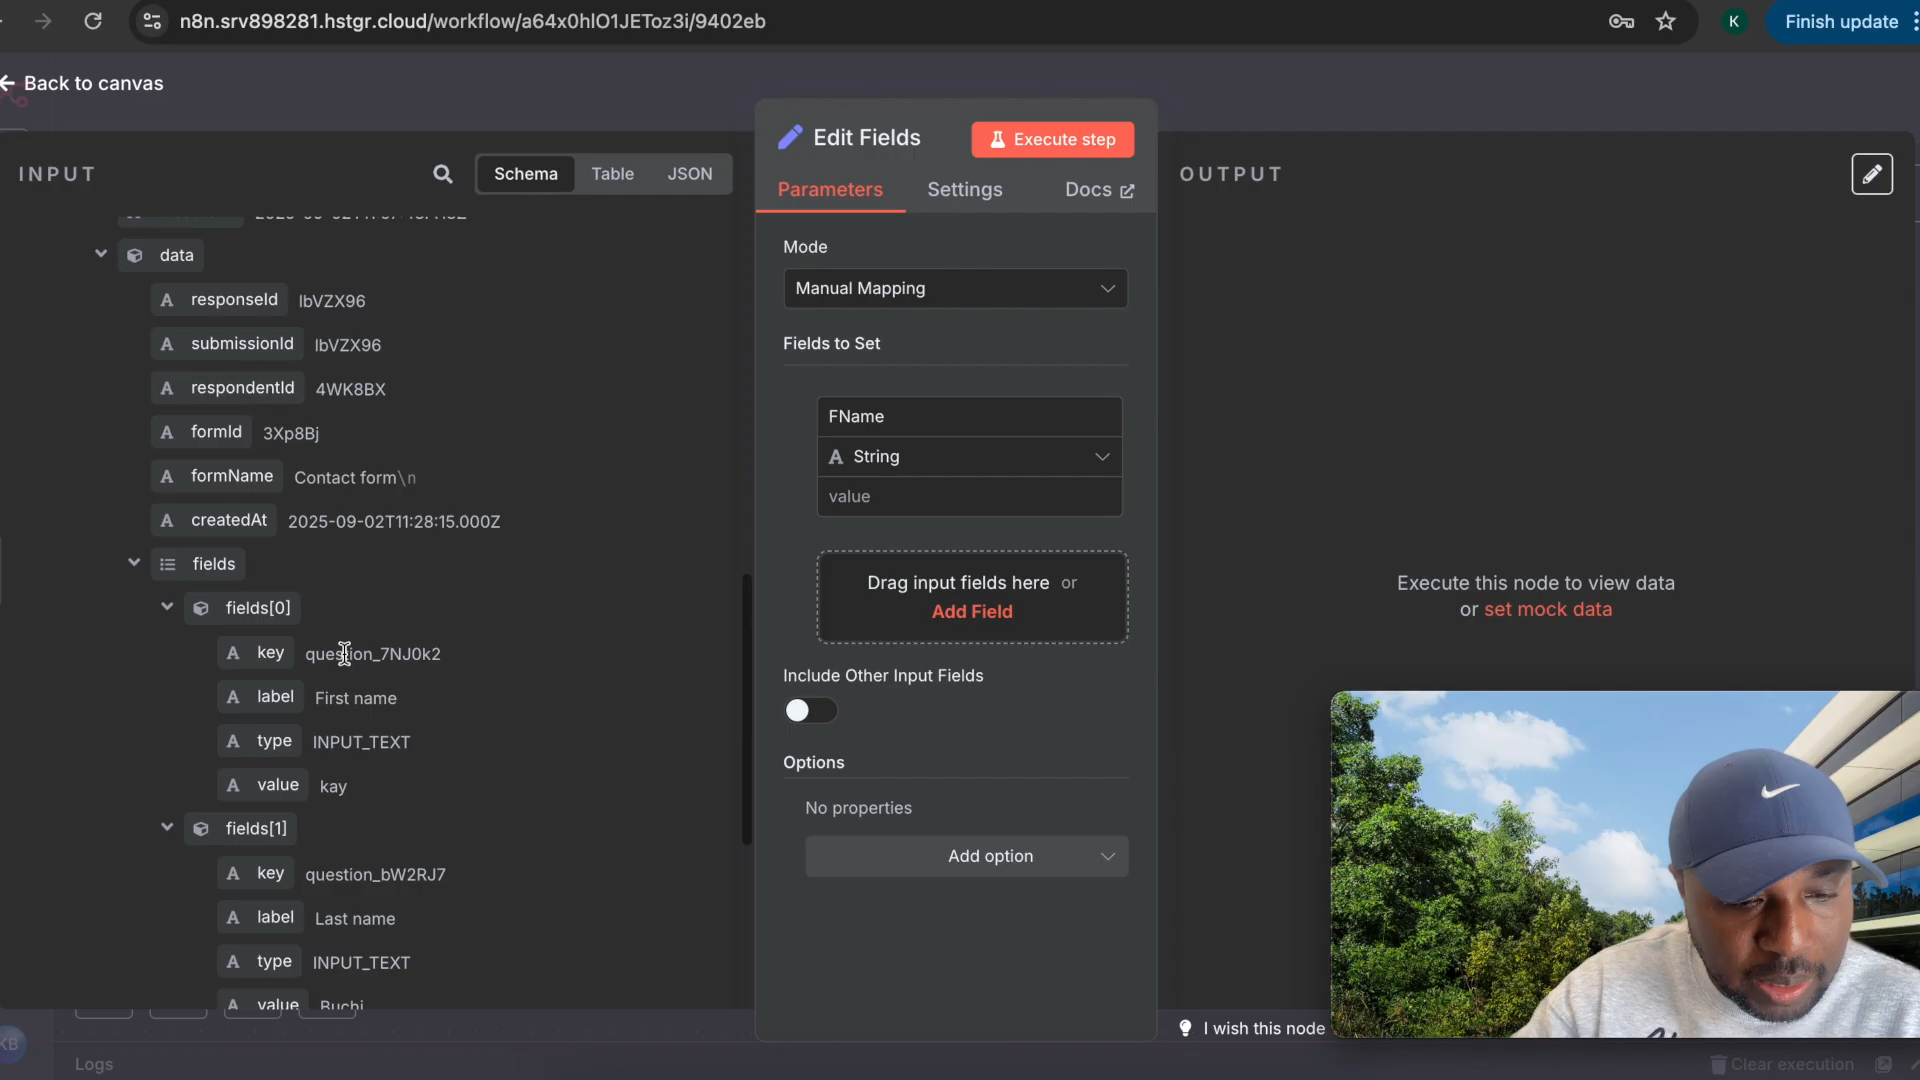 n8n.srv898281.hstgr.cloud/workflow/a64x0hlO1JEToz3i/9402eb
K
Finish update
Back to canvas
INPUT
Schema
Table
JSON
data
A responseId lbVZX96
A submissionId lbVZX96
A respondentId 4WK8BX
A formId 3Xp8Bj
A formName Contact form\n
A createdAt 2025-09-02T11:28:15.000Z
fields
fields[0]
A key question_7NJ0k2
A label First name
A type INPUT_TEXT
A value kay
fields[1]
A key question_bW2RJ7
A label Last name
A type INPUT_TEXT
A value Buchi
KB
Logs
Edit Fields
Execute step
Parameters
Settings
Docs
Mode
Manual Mapping
Fields to Set
FName
A String
value
Drag input fields here or
Add Field
Include Other Input Fields
Options
No properties
Add option
OUTPUT
Execute this node to view data
or set mock data
I wish this node
Clear execution